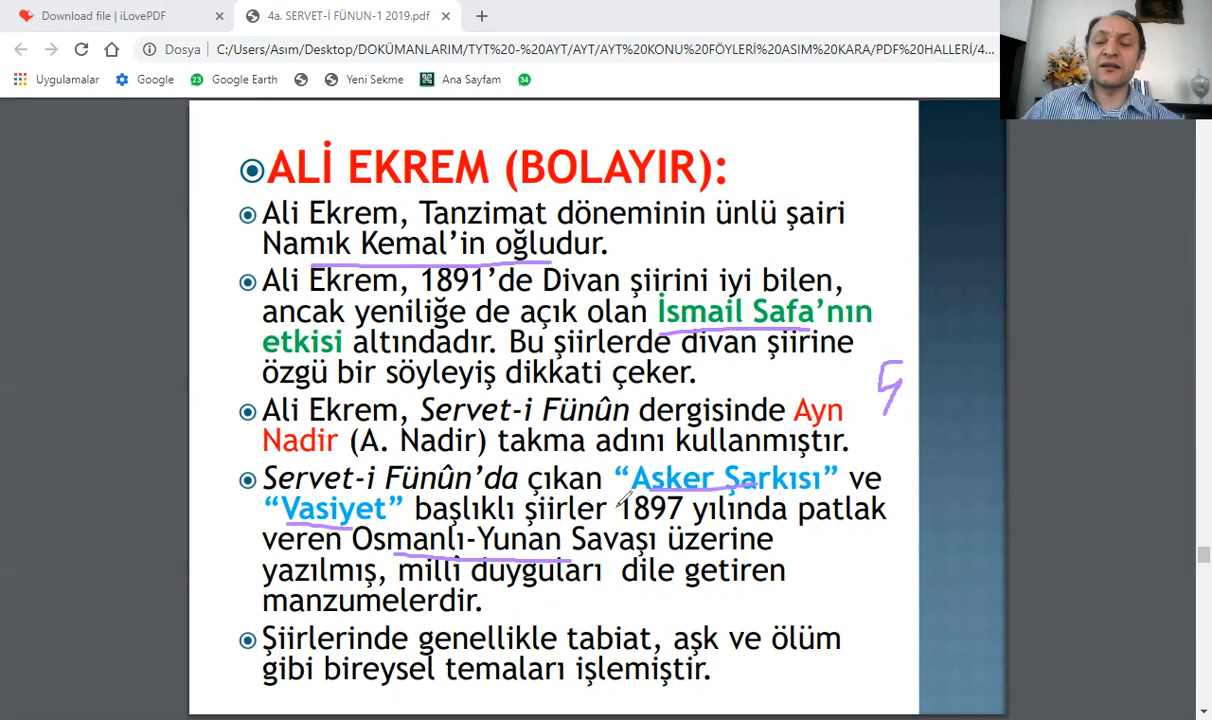 Download file | iLovePDF
4a. SERVET-İ FÜNUN-1 2019.pdf
Dosya
C:/Users/Asım/Desktop/DOKÜMANLARIM/TYT%20-%20AYT/AYT/AYT%20KONU%20FÖYLERİ%20ASIM%20KARA/PDF%20HALLERİ/4...
Uygulamalar
Google
23 Google Earth
Yeni Sekme
Ana Sayfam
34
ALİ EKREM (BOLAYIR):
Ali Ekrem, Tanzimat döneminin ünlü şairi
Namık Kemal’in oğludur.
Ali Ekrem, 1891’de Divan şiirini iyi bilen,
ancak yeniliğe de açık olan İsmail Safa’nın
etkisi altındadır. Bu şiirlerde divan şiirine
özgü bir söyleyiş dikkati çeker.
Ali Ekrem, Servet-i Fünûn dergisinde Ayn
Nadir (A. Nadir) takma adını kullanmıştır.
Servet-i Fünûn’da çıkan “Asker Şarkısı” ve
“Vasiyet” başlıklı şiirler 1897 yılında patlak
veren Osmanlı-Yunan Savaşı üzerine
yazılmış, millî duyguları dile getiren
manzumelerdir.
Şiirlerinde genellikle tabiat, aşk ve ölüm
gibi bireysel temaları işlemiştir.